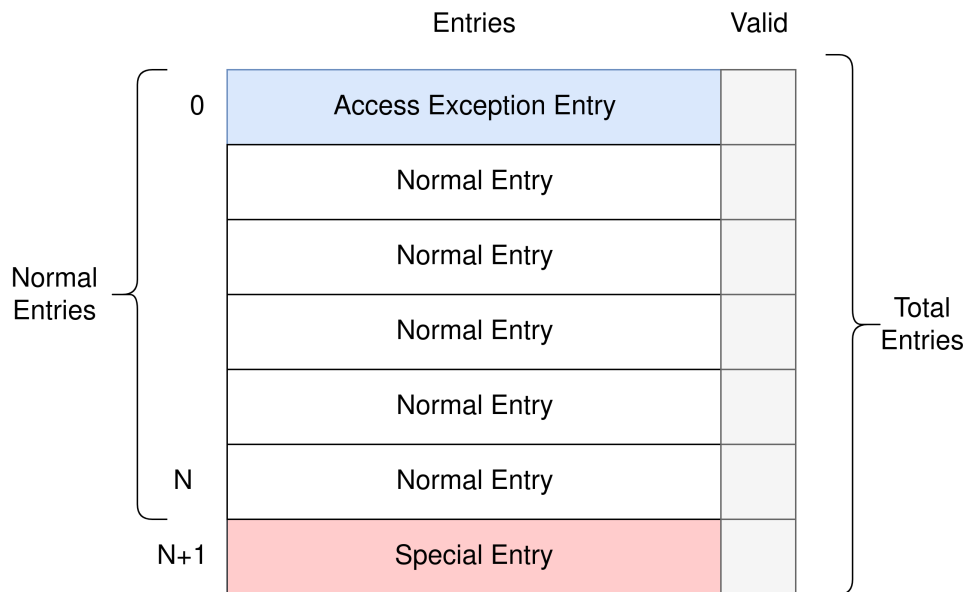 Entries Valid
0 Access Exception Entry
Normal Entry
Normal Entry
Normal
Entries
Normal Entry
Total
Entries
Normal Entry
N Normal Entry
N+1 Special Entry